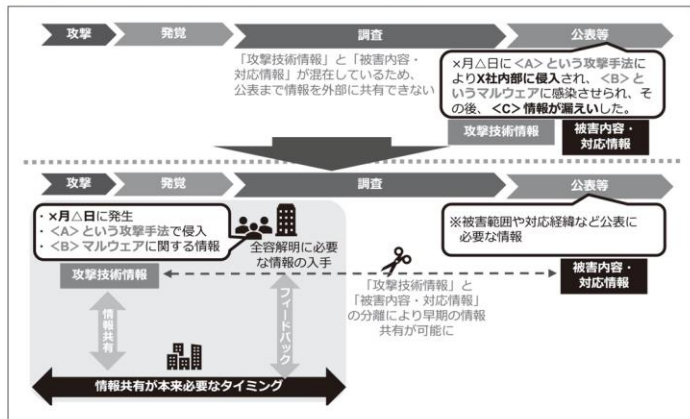 攻撃
発覚
調査
公表等
「攻撃技術情報」と「被害内容・
対応情報」が混在しているため、
公表まで情報を外部に共有できない
×月△日に<A>という攻撃手法に
よりX社内部に侵入され、<B>と
いうマルウェアに感染させられ、そ
の後、<C>情報が漏えいした。
攻撃技術情報
被害内容・
対応情報
攻撃
発覚
調査
公表等
・×月△日に発生
・<A>という攻撃手法で侵入
・<B>マルウェアに関する情報
全容解明に必要
な情報の入手
※被害範囲や対応経緯など公表に
必要な情報
攻撃技術情報
被害内容・
対応情報
「攻撃技術情報」と
「被害内容・対応情報」
の分離により早期の情報
共有が可能に
情報共有
フィードバック
情報共有が本来必要なタイミング